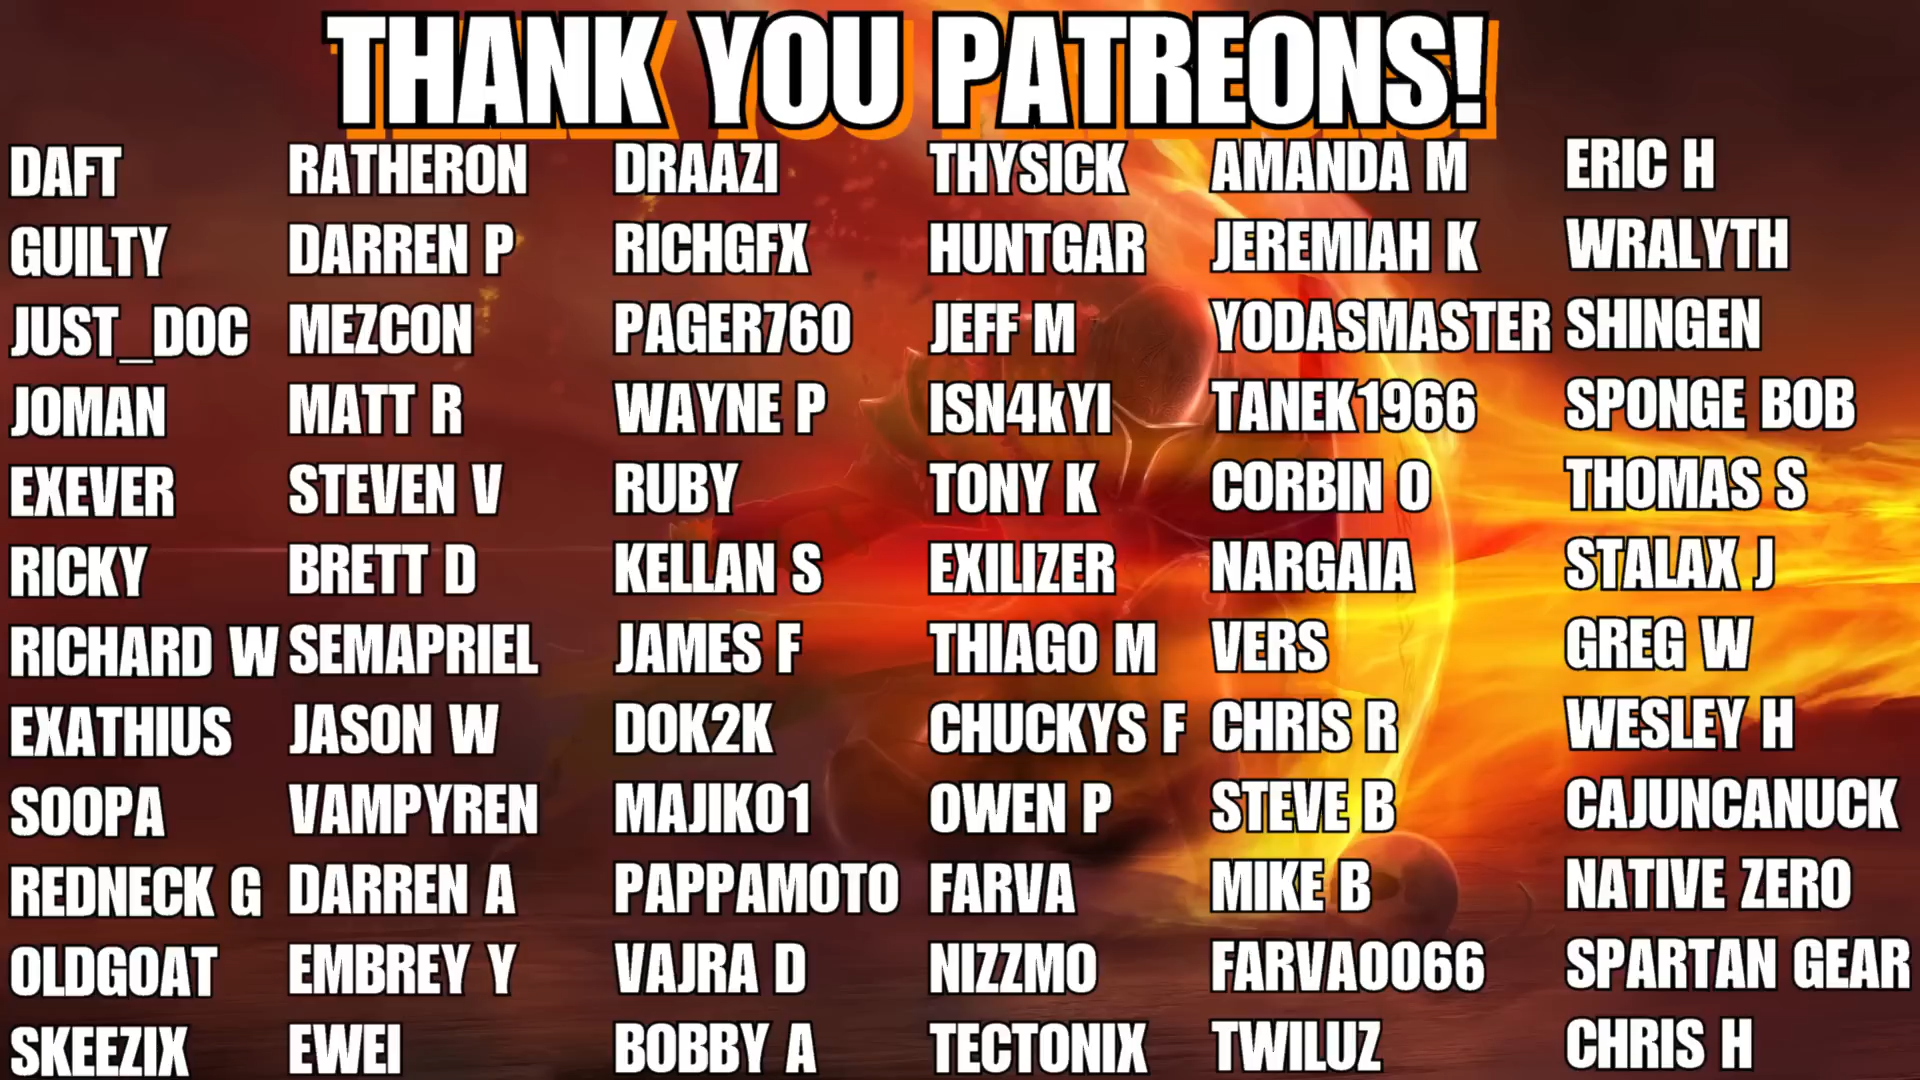 THANK YOU PATREONS!
DAFT RATHERON DRAAZI THYSICK AMANDA M ERIC H
GUILTY DARREN P RICHGFX HUNTGAR JEREMIAH K WRALYTH
JUST_DOC MEZCON PAGER760 JEFF M YODASMASTER SHINGEN
JOMAN MATT R WAYNE P ISN4kYI TANEK1966 SPONGE BOB
EXEVER STEVEN V RUBY TONY K CORBIN O THOMAS S
RICKY BRETT D KELLAN S EXILIZER NARGAIA STALAX J
RICHARD W SEMAPRIEL JAMES F THIAGO M VERS GREG W
EXATHIUS JASON W DOK2K CHUCKYS F CHRIS R WESLEY H
SOOPA VAMPYREN MAJIK01 OWEN P STEVE B CAJUNCANUCK
REDNECK G DARREN A PAPPAMOTO FARVA MIKE B NATIVE ZERO
OLDGOAT EMBREY Y VAJRA D NIZZMO FARVA0066 SPARTAN GEAR
SKEEZIX EWEI BOBBY A TECTONIX TWILUZ CHRIS H